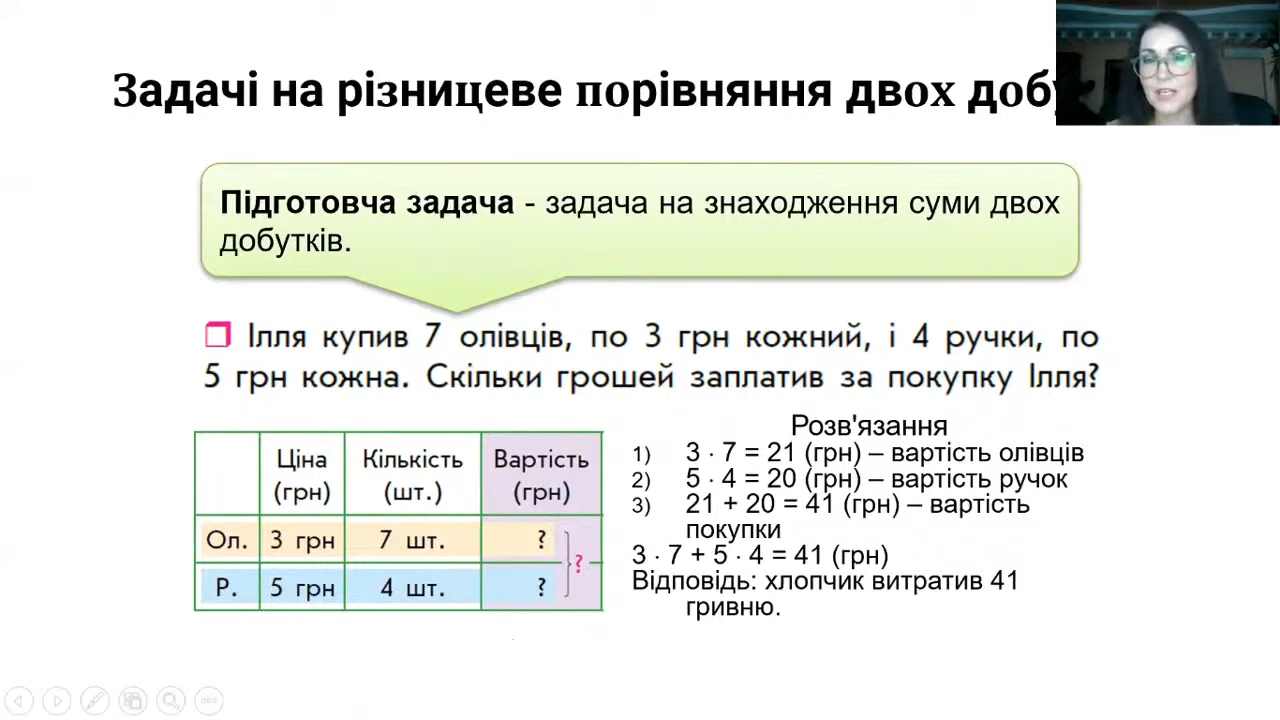 Задачі на різницеве порівняння двох
Підготовча задача - задача на знаходження суми двох
добутків.
Ілля купив 7 олівців, по 3 грн кожний, і 4 ручки, по
5 грн кожна. Скільки грошей заплатив за покупку Ілля?
Ціна (грн) Кількість (шт.) Вартість (грн)
Ол. 3 грн 7 шт. ?
?
Р. 5 грн 4 шт. ?
Розв'язання
1) 3 · 7 = 21 (грн) – вартість олівців
2) 5 · 4 = 20 (грн) – вартість ручок
3) 21 + 20 = 41 (грн) – вартість
покупки
3 · 7 + 5 · 4 = 41 (грн)
Відповідь: хлопчик витратив 41
гривню.